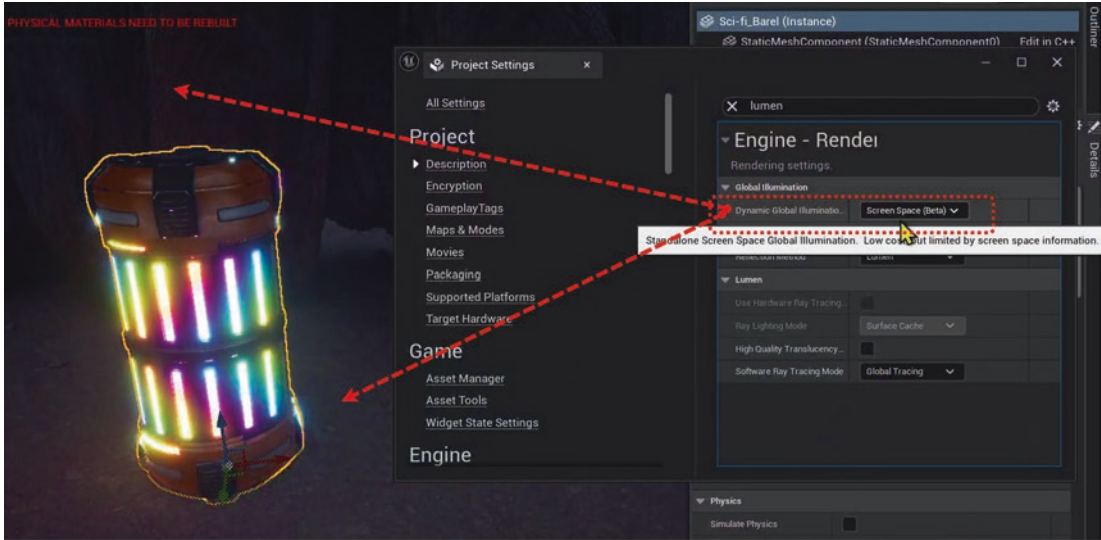 PHYSICAL MATERIALS NEED TO BE REBUILT
Sci-fi_Barel (Instance)
StaticMeshComponent (StaticMeshComponent0) Edit in C++
Outliner
Details
Project Settings
All Settings
Project
Description
Encryption
GameplayTags
Maps & Modes
Movies
Packaging
Supported Platforms
Target Hardware
Game
Asset Manager
Asset Tools
Widget State Settings
Engine
lumen
Engine - Render
Rendering settings.
Global Illumination
Dynamic Global Illuminatio.. Screen Space (Beta)
Standalone Screen Space Global Illumination. Low cost but limited by screen space information.
Reflection Method Lumen
Lumen
Use Hardware Ray Tracing..
Ray Lighting Mode Surface Cache
High Quality Translucency..
Software Ray Tracing Mode Global Tracing
Physics
Simulate Physics